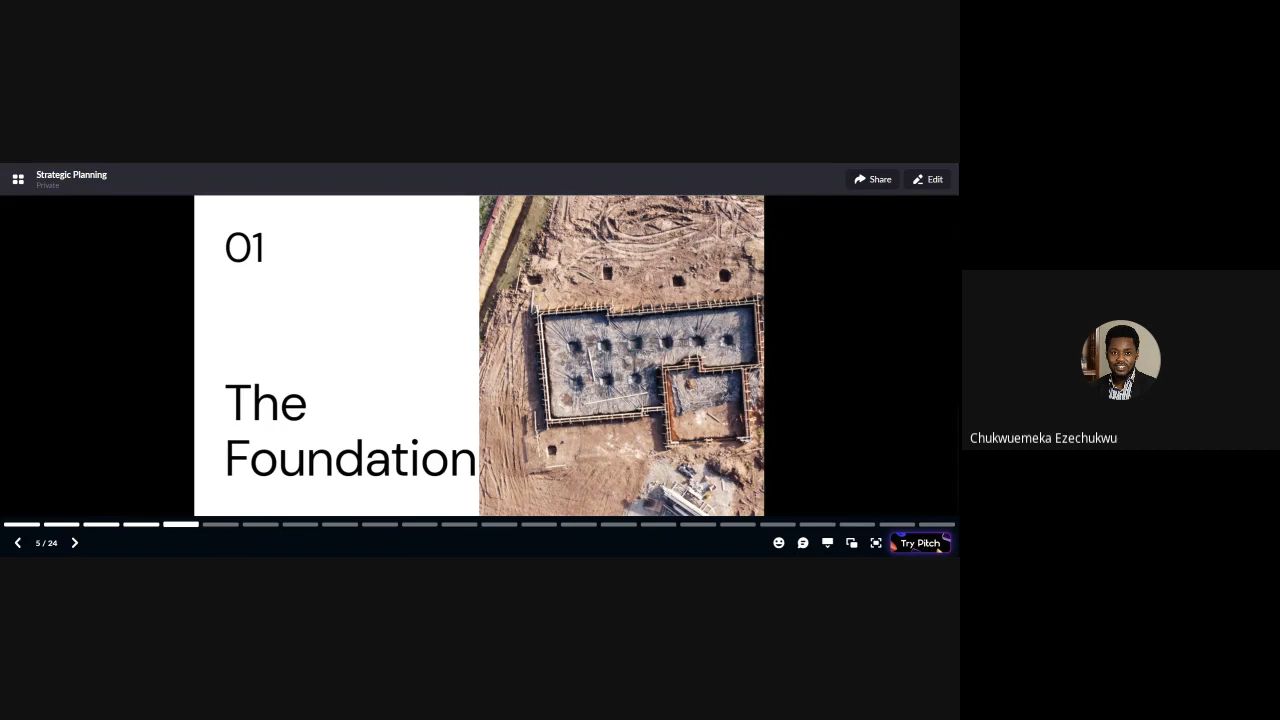 Strategic Planning
Private
Share
Edit
01
The
Foundation
5 / 24
Try Pitch
Chukwuemeka Ezechukwu